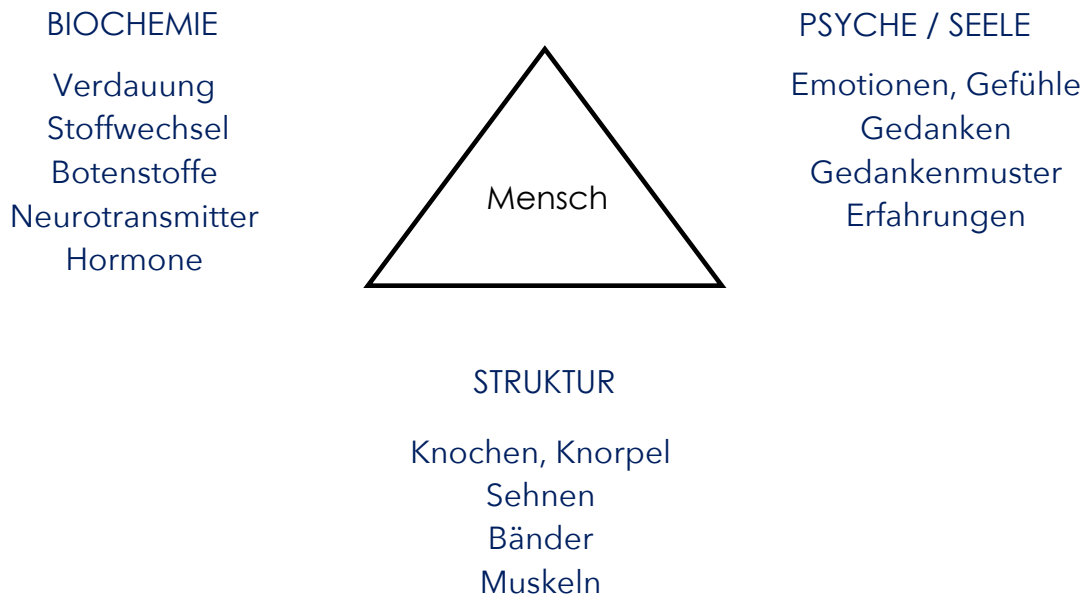 BIOCHEMIE
Verdauung
Stoffwechsel
Botenstoffe
Neurotransmitter
Hormone
PSYCHE / SEELE
Emotionen, Gefühle
Gedanken
Gedankenmuster
Erfahrungen
Mensch
STRUKTUR
Knochen, Knorpel
Sehnen
Bänder
Muskeln